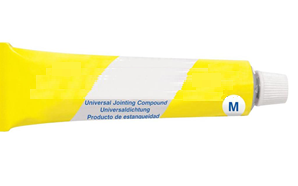 Universal Jointing Compound
Universaldichtung
Producto de estanqueidad
M